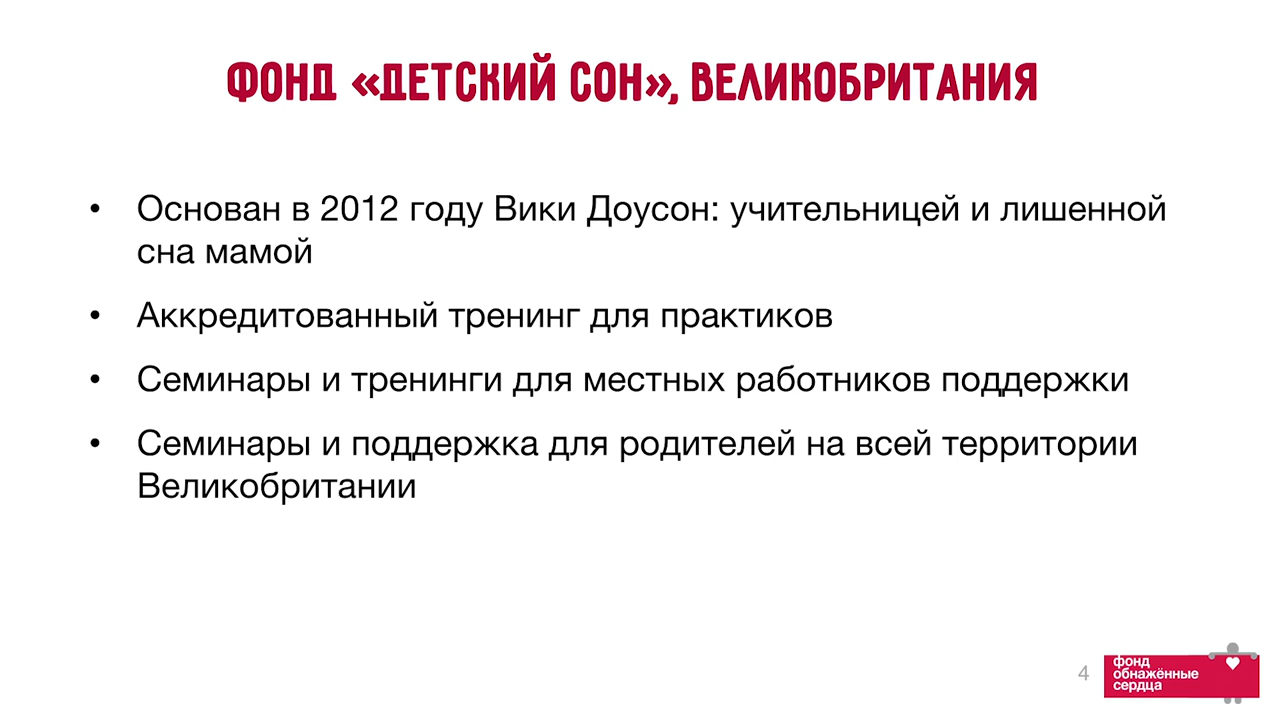 ФОНД «ДЕТСКИЙ СОН», ВЕЛИКОБРИТАНИЯ
• Основан в 2012 году Вики Доусон: учительницей и лишенной
сна мамой
• Аккредитованный тренинг для практиков
• Семинары и тренинги для местных работников поддержки
• Семинары и поддержка для родителей на всей территории
Великобритании
4
фонд
обнажённые
сердца